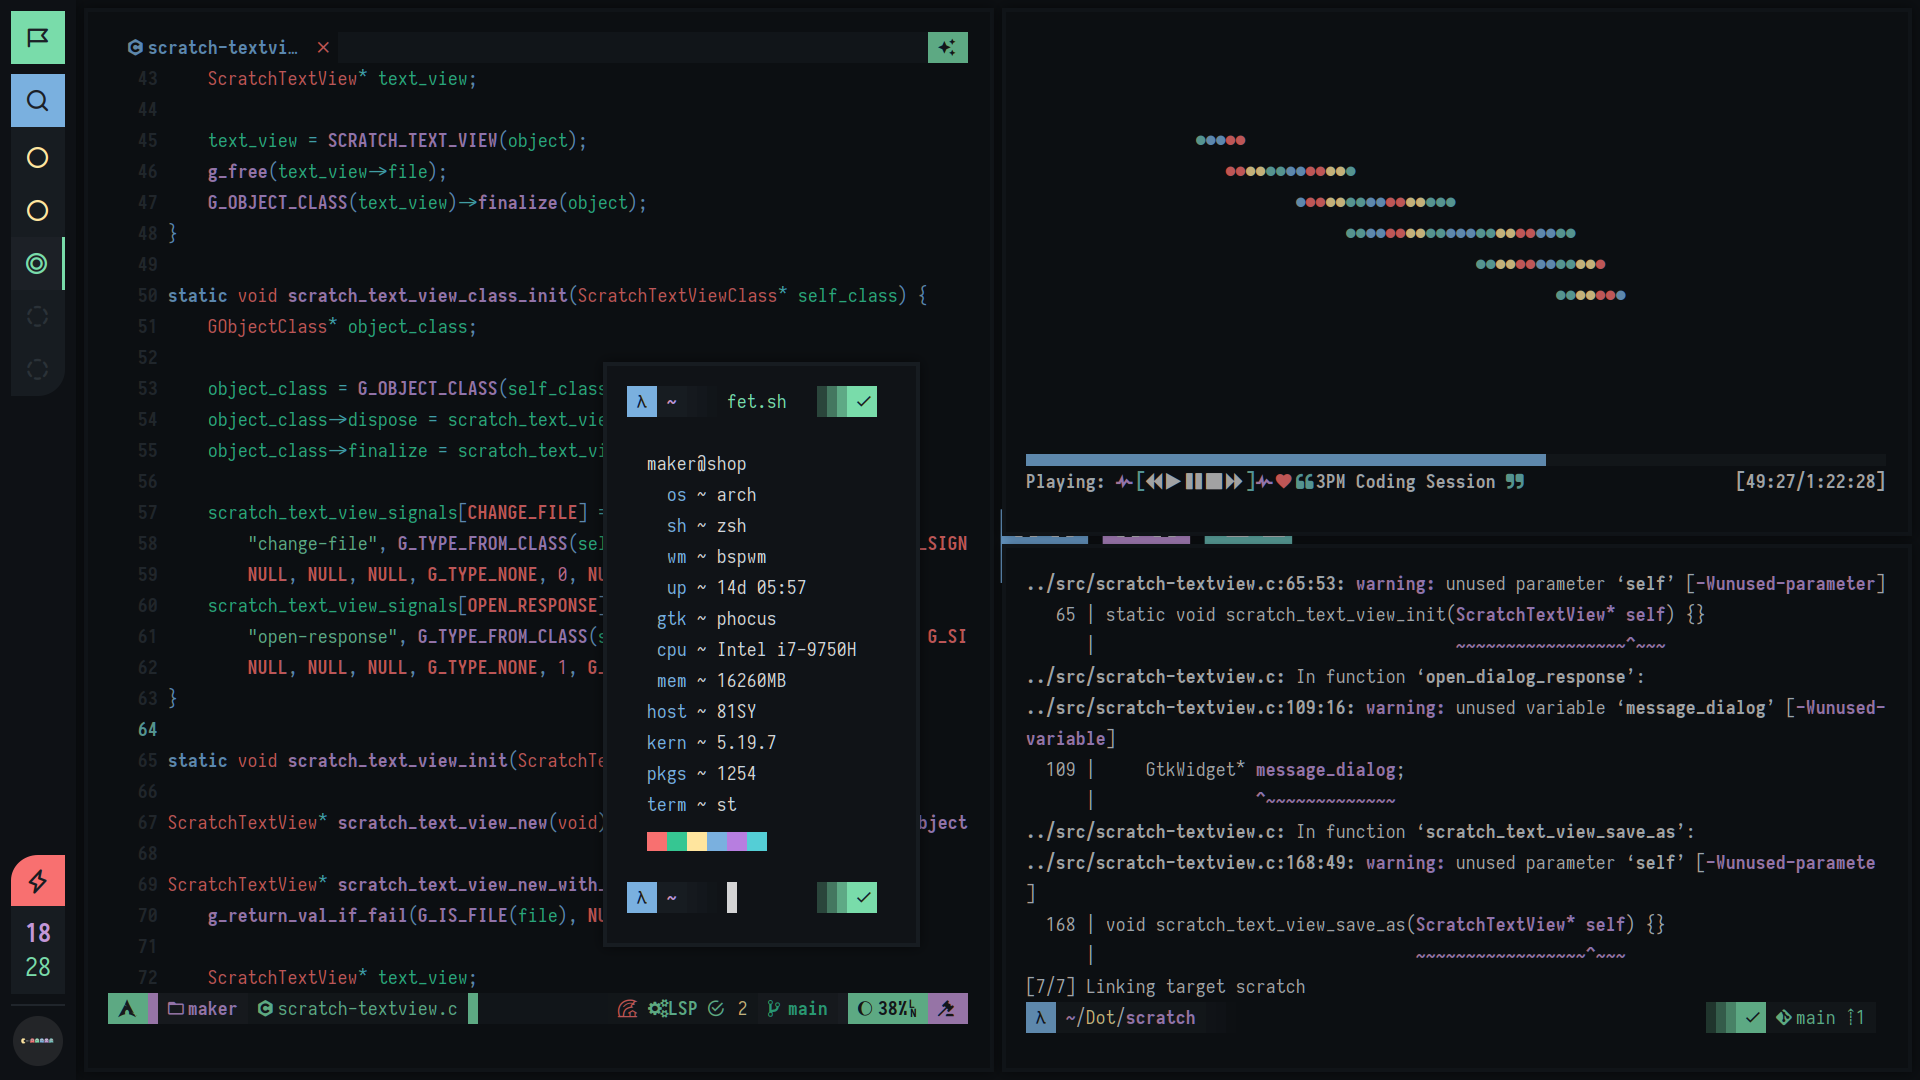 scratch-textvi…
43 ScratchTextView* text_view;
44
45 text_view = SCRATCH_TEXT_VIEW(object);
46 g_free(text_view->file);
47 G_OBJECT_CLASS(text_view)->finalize(object);
48 }
49
50 static void scratch_text_view_class_init(ScratchTextViewClass* self_class) {
51 GObjectClass* object_class;
52
53 object_class = G_OBJECT_CLASS(self_class
54 object_class->dispose = scratch_text_vie
55 object_class->finalize = scratch_text_vi
56
57 scratch_text_view_signals[CHANGE_FILE] =
58 "change-file", G_TYPE_FROM_CLASS(sel _SIGN
59 NULL, NULL, NULL, G_TYPE_NONE, 0, NU
60 scratch_text_view_signals[OPEN_RESPONSE]
61 "open-response", G_TYPE_FROM_CLASS(s G_SI
62 NULL, NULL, NULL, G_TYPE_NONE, 1, G_
63 }
64
65 static void scratch_text_view_init(ScratchTe
66
67 ScratchTextView* scratch_text_view_new(void) bject
68
69 ScratchTextView* scratch_text_view_new_with_
70 g_return_val_if_fail(G_IS_FILE(file), NU
71
72 ScratchTextView* text_view;
maker scratch-textview.c LSP 2 main 38% LN
λ ~ fet.sh
maker@shop
os ~ arch
sh ~ zsh
wm ~ bspwm
up ~ 14d 05:57
gtk ~ phocus
cpu ~ Intel i7-9750H
mem ~ 16260MB
host ~ 81SY
kern ~ 5.19.7
pkgs ~ 1254
term ~ st
λ ~
18
28
Playing: [ ] 3PM Coding Session [49:27/1:22:28]
../src/scratch-textview.c:65:53: warning: unused parameter ‘self’ [-Wunused-parameter]
65 | static void scratch_text_view_init(ScratchTextView* self) {}
| ~~~~~~~~~~~~~~~~~^~~~
../src/scratch-textview.c: In function ‘open_dialog_response’:
../src/scratch-textview.c:109:16: warning: unused variable ‘message_dialog’ [-Wunused-
variable]
109 | GtkWidget* message_dialog;
| ^~~~~~~~~~~~~~
../src/scratch-textview.c: In function ‘scratch_text_view_save_as’:
../src/scratch-textview.c:168:49: warning: unused parameter ‘self’ [-Wunused-paramete
]
168 | void scratch_text_view_save_as(ScratchTextView* self) {}
| ~~~~~~~~~~~~~~~~~^~~~
[7/7] Linking target scratch
λ ~/Dot/scratch main 1